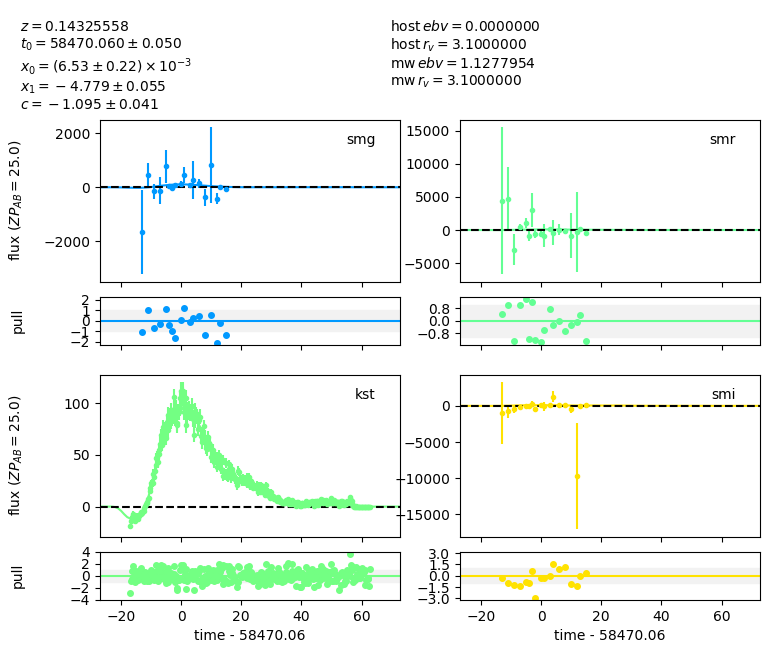 z = 0.14325558
t₀ = 58470.060 ± 0.050
x₀ = (6.53 ± 0.22) × 10⁻³
x₁ = −4.779 ± 0.055
c = −1.095 ± 0.041
host ebv = 0.0000000
host r_v = 3.1000000
mw ebv = 1.1277954
mw r_v = 3.1000000
flux (ZP_AB = 25.0)
2000
0
−2000
smg
15000
10000
5000
0
−5000
smr
pull
2
1
0
−1
−2
0.8
0.0
−0.8
flux (ZP_AB = 25.0)
100
50
0
kst
0
−5000
−10000
−15000
smi
pull
4
2
0
−2
−4
−20
0
20
40
60
time - 58470.06
3.0
1.5
0.0
−1.5
−3.0
−20
0
20
40
60
time - 58470.06